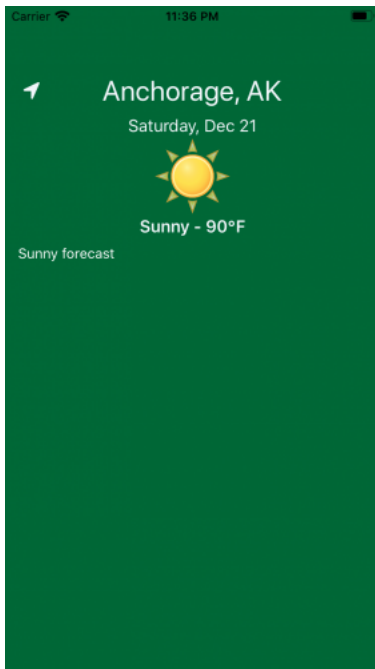 Carrier 11:36 PM
Anchorage, AK
Saturday, Dec 21
Sunny - 90°F
Sunny forecast